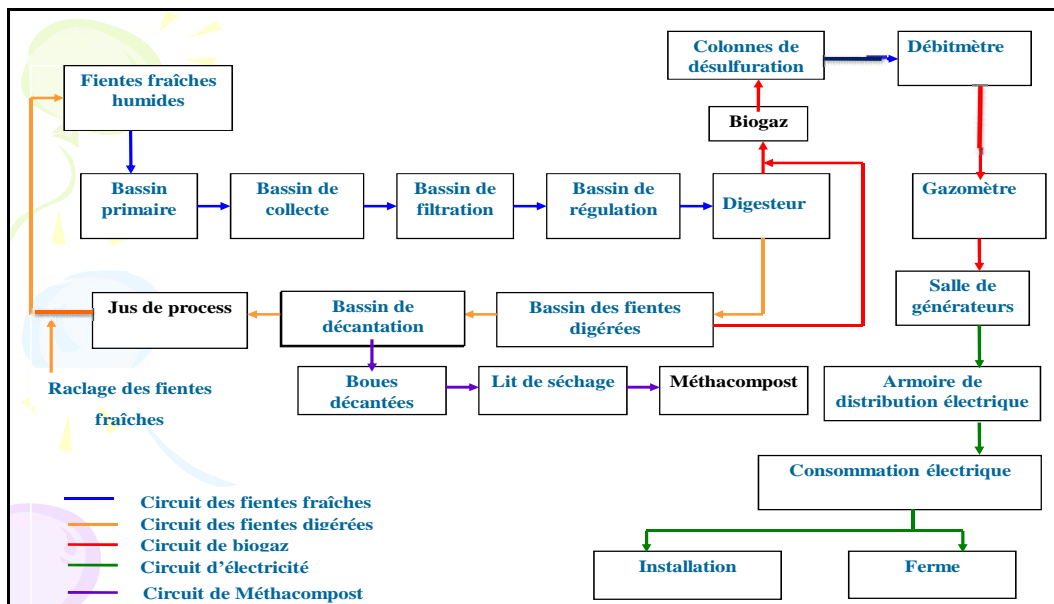 Colonnes de
désulfuration
Débitmètre
Fientes fraîches
humides
Biogaz
Bassin
primaire
Bassin de
collecte
Bassin de
filtration
Bassin de
régulation
Digesteur
Gazomètre
Salle de
générateurs
Jus de process
Bassin de
décantation
Bassin des fientes
digérées
Raclage des fientes
fraîches
Boues
décantées
Lit de séchage
Méthacompost
Armoire de
distribution électrique
Consommation électrique
Installation
Ferme
Circuit des fientes fraîches
Circuit des fientes digérées
Circuit de biogaz
Circuit d’électricité
Circuit de Méthacompost